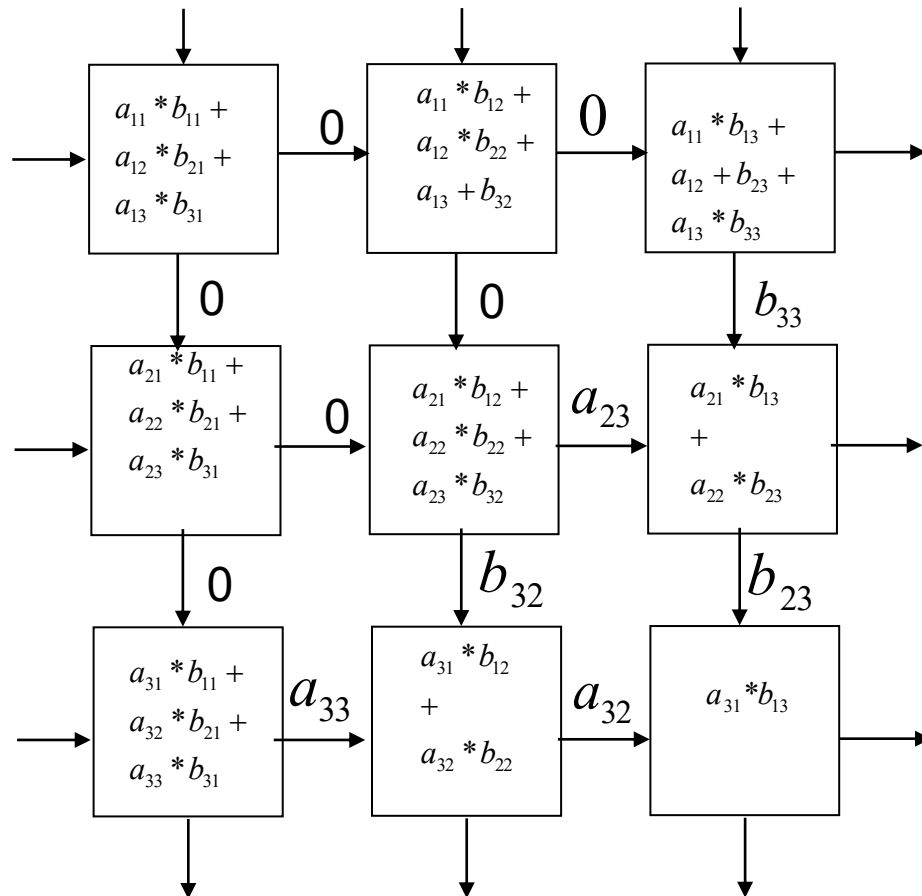 a₁₁ * b₁₁ +
a₁₂ * b₂₁ +
a₁₃ * b₃₁
0
a₁₁ * b₁₂ +
a₁₂ * b₂₂ +
a₁₃ + b₃₂
0
a₁₁ * b₁₃ +
a₁₂ + b₂₃ +
a₁₃ * b₃₃
0
0
b₃₃
a₂₁ * b₁₁ +
a₂₂ * b₂₁ +
a₂₃ * b₃₁
0
a₂₁ * b₁₂ +
a₂₂ * b₂₂ +
a₂₃ * b₃₂
a₂₃
a₂₁ * b₁₃
+
a₂₂ * b₂₃
0
b₃₂
b₂₃
a₃₁ * b₁₁ +
a₃₂ * b₂₁ +
a₃₃ * b₃₁
a₃₃
a₃₁ * b₁₂
+
a₃₂ * b₂₂
a₃₂
a₃₁ * b₁₃